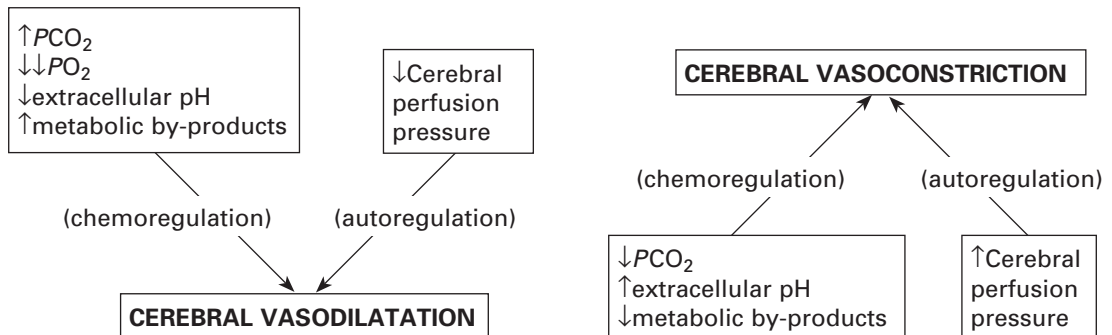 ↑PCO₂
↓↓PO₂
↓extracellular pH
↑metabolic by-products
↓Cerebral
perfusion
pressure
(chemoregulation)
(autoregulation)
CEREBRAL VASODILATATION
CEREBRAL VASOCONSTRICTION
(chemoregulation)
(autoregulation)
↓PCO₂
↑extracellular pH
↓metabolic by-products
↑Cerebral
perfusion
pressure